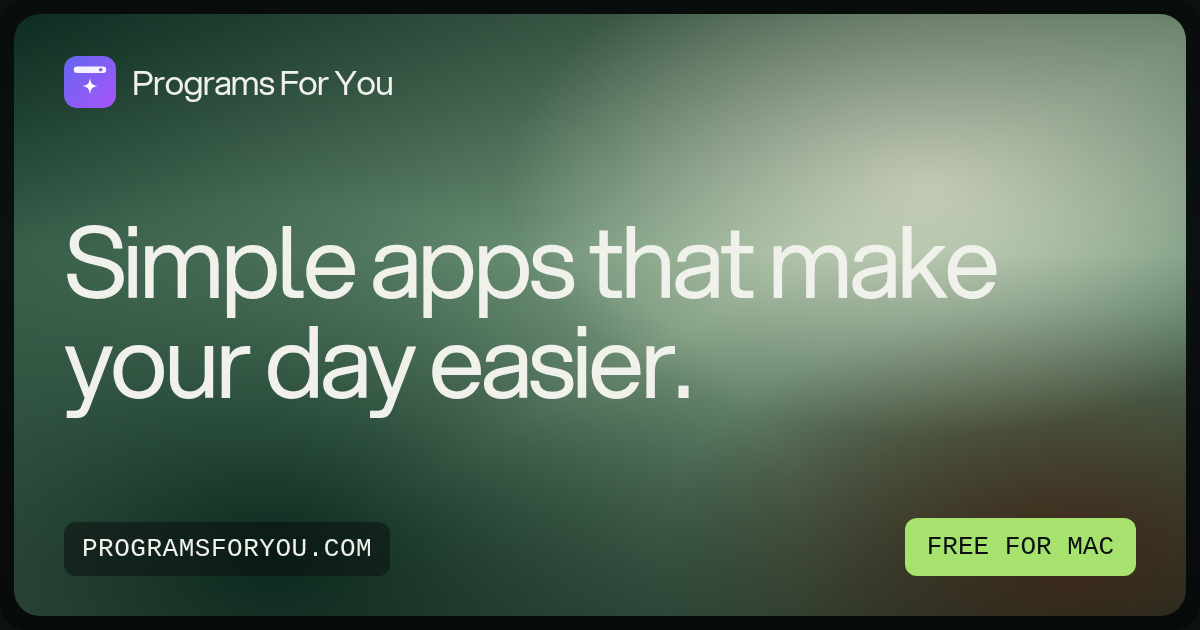 Programs For You
Simple apps that make
your day easier.
PROGRAMSFORYOU.COM
FREE FOR MAC